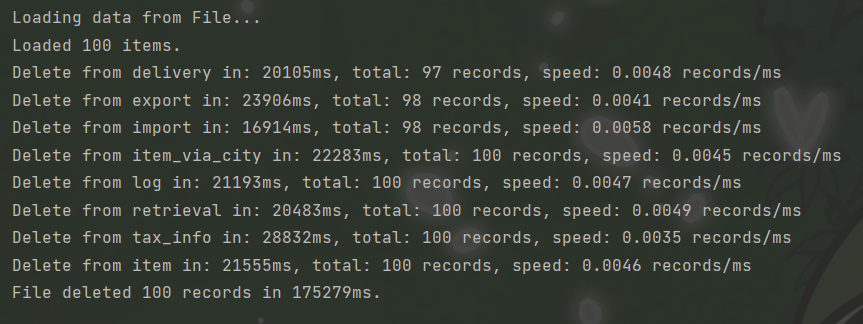 Loading data from File...
Loaded 100 items.
Delete from delivery in: 20105ms, total: 97 records, speed: 0.0048 records/ms
Delete from export in: 23906ms, total: 98 records, speed: 0.0041 records/ms
Delete from import in: 16914ms, total: 98 records, speed: 0.0058 records/ms
Delete from item_via_city in: 22283ms, total: 100 records, speed: 0.0045 records/ms
Delete from log in: 21193ms, total: 100 records, speed: 0.0047 records/ms
Delete from retrieval in: 20483ms, total: 100 records, speed: 0.0049 records/ms
Delete from tax_info in: 28832ms, total: 100 records, speed: 0.0035 records/ms
Delete from item in: 21555ms, total: 100 records, speed: 0.0046 records/ms
File deleted 100 records in 175279ms.